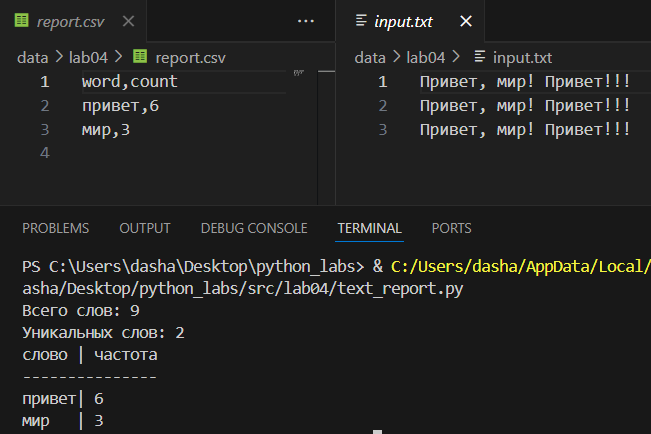 report.csv
data > lab04 > report.csv
1 word,count
2 привет,6
3 мир,3
4
input.txt
data > lab04 > input.txt
1 Привет, мир! Привет!!!
2 Привет, мир! Привет!!!
3 Привет, мир! Привет!!!
PROBLEMS OUTPUT DEBUG CONSOLE TERMINAL PORTS
PS C:\Users\dasha\Desktop\python_labs> & C:/Users/dasha/AppData/Local/
asha/Desktop/python_labs/src/lab04/text_report.py
Всего слов: 9
Уникальных слов: 2
слово | частота
---------------
привет| 6
мир   | 3